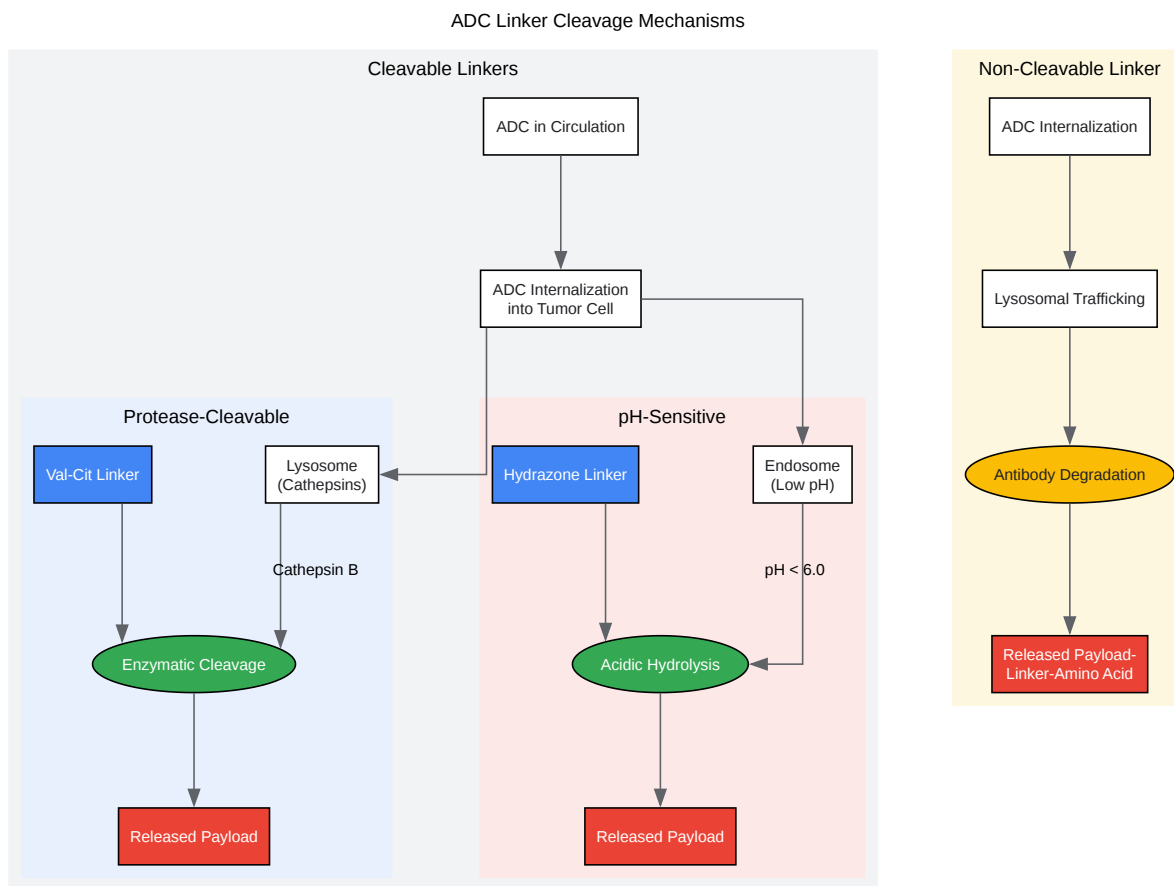 ADC Linker Cleavage Mechanisms
Cleavable Linkers
ADC in Circulation
ADC Internalization
into Tumor Cell
Protease-Cleavable
Val-Cit Linker
Lysosome
(Cathepsins)
Cathepsin B
Enzymatic Cleavage
Released Payload
pH-Sensitive
Hydrazone Linker
Endosome
(Low pH)
pH < 6.0
Acidic Hydrolysis
Released Payload
Non-Cleavable Linker
ADC Internalization
Lysosomal Trafficking
Antibody Degradation
Released Payload-
Linker-Amino Acid